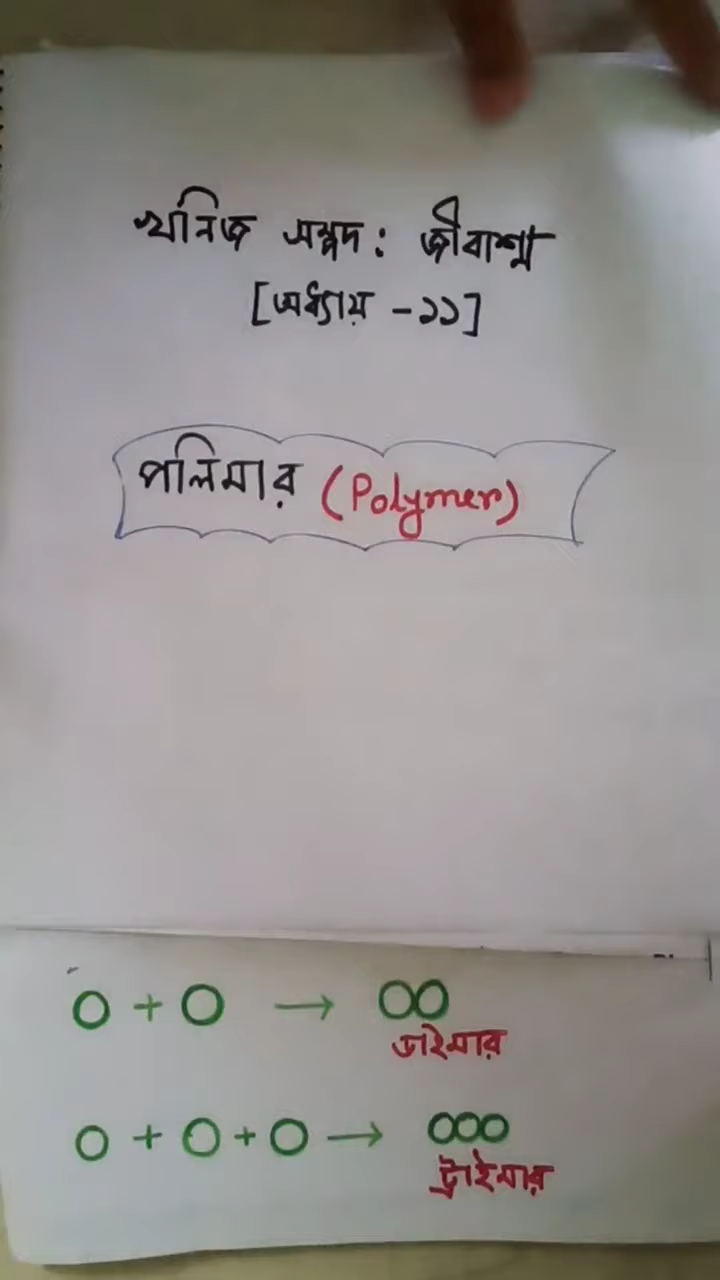 খনিজ সম্পদ : জীবাশ্ম
[অধ্যায় -১১]
পলিমার (Polymer)
O + O → OO
ডাইমার
O + O + O → OOO
ট্রাইমার